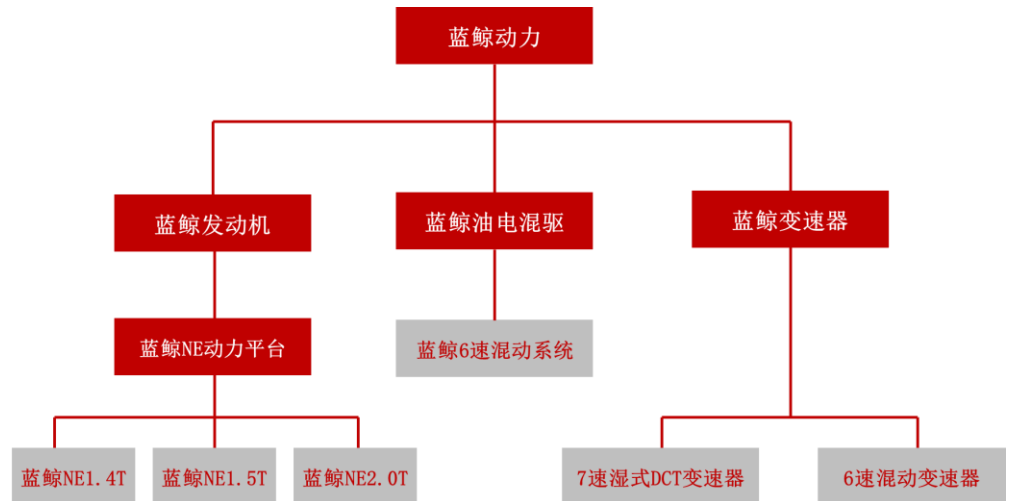 蓝鲸动力
蓝鲸发动机
蓝鲸油电混驱
蓝鲸变速器
蓝鲸NE动力平台
蓝鲸6速混动系统
蓝鲸NE1.4T
蓝鲸NE1.5T
蓝鲸NE2.0T
7速湿式DCT变速器
6速混动变速器